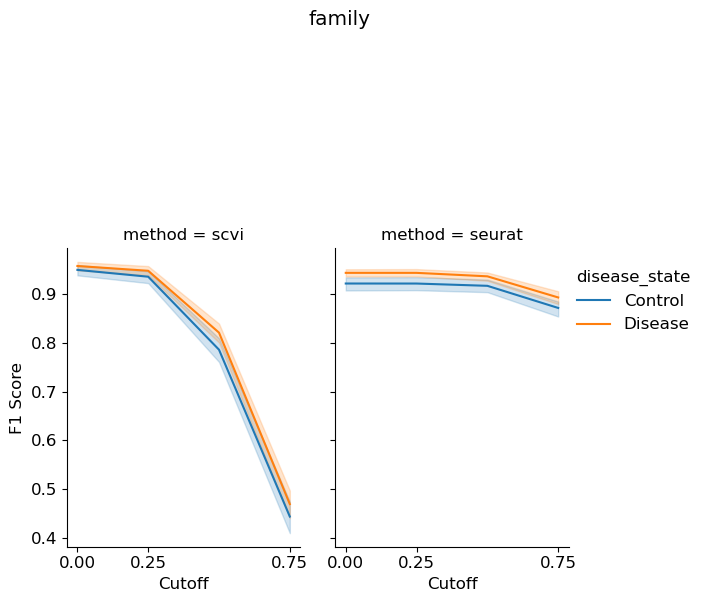 family
method = scvi
method = seurat
disease_state
Control
Disease
F1 Score
0.9
0.8
0.7
0.6
0.5
0.4
0.00 0.25 0.75
0.00 0.25 0.75
Cutoff
Cutoff